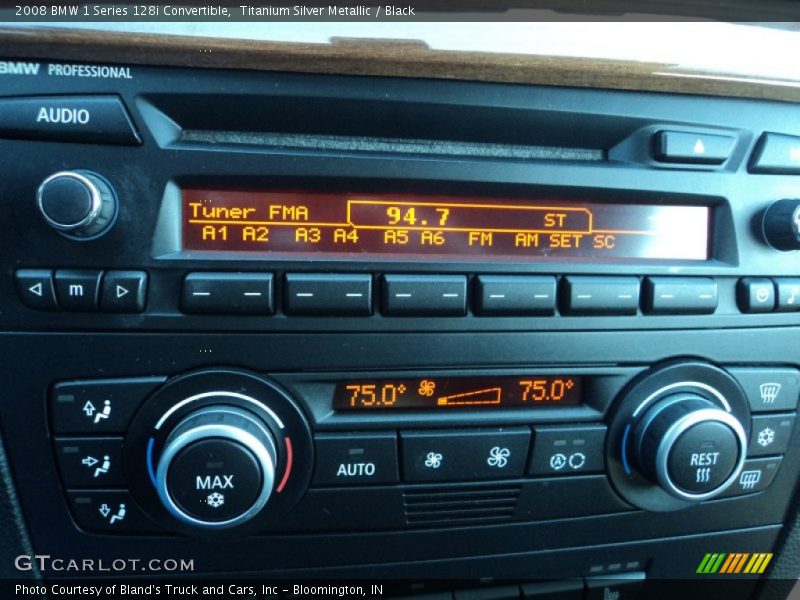 2008 BMW 1 Series 128i Convertible,  Titanium Silver Metallic / Black
BMW PROFESSIONAL
AUDIO
Tuner FMA 94.7 ST
A1 A2 A3 A4 A5 A6 FM AM SET SC
m
75.0° 75.0°
MAX
AUTO
A
REST
GTCARLOT.COM
Photo Courtesy of Bland's Truck and Cars, Inc - Bloomington, IN